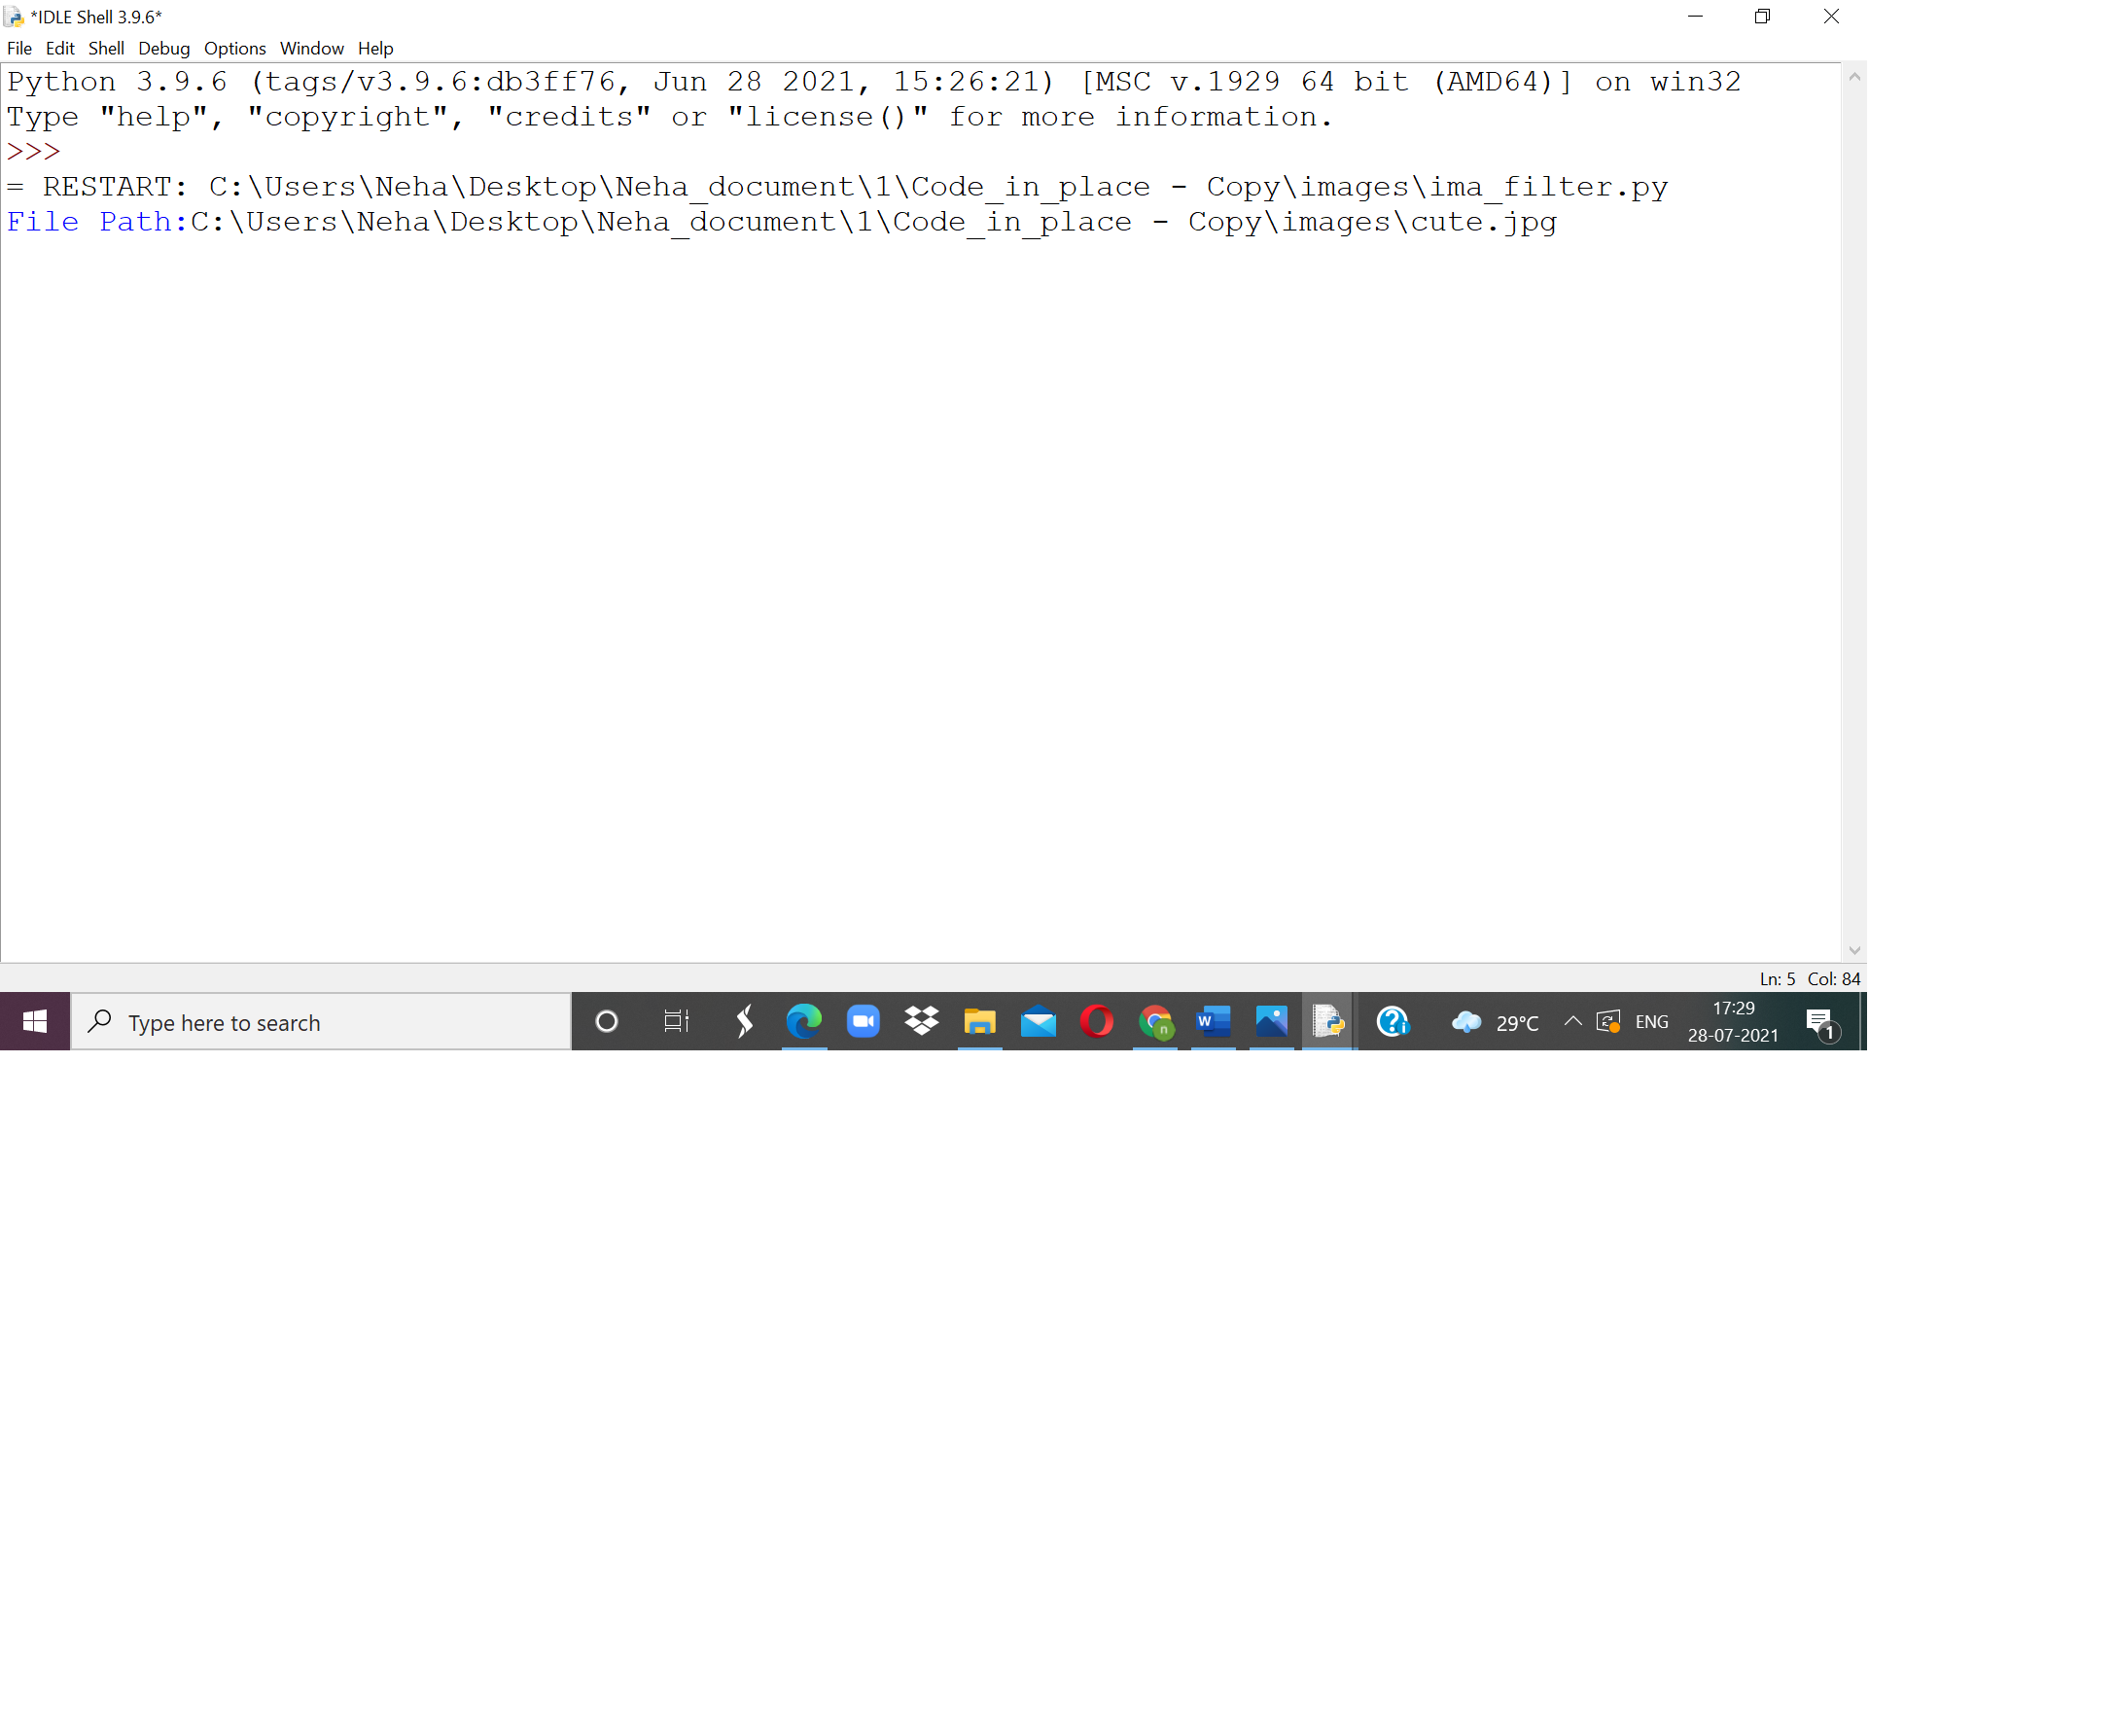 *IDLE Shell 3.9.6*
File Edit Shell Debug Options Window Help
Python 3.9.6 (tags/v3.9.6:db3ff76, Jun 28 2021, 15:26:21) [MSC v.1929 64 bit (AMD64)] on win32
Type "help", "copyright", "credits" or "license()" for more information.
>>>
= RESTART: C:\Users\Neha\Desktop\Neha_document\1\Code_in_place - Copy\images\ima_filter.py
File Path:C:\Users\Neha\Desktop\Neha_document\1\Code_in_place - Copy\images\cute.jpg
Ln: 5 Col: 84
Type here to search
W
n
29°C
ENG
17:29
28-07-2021
1